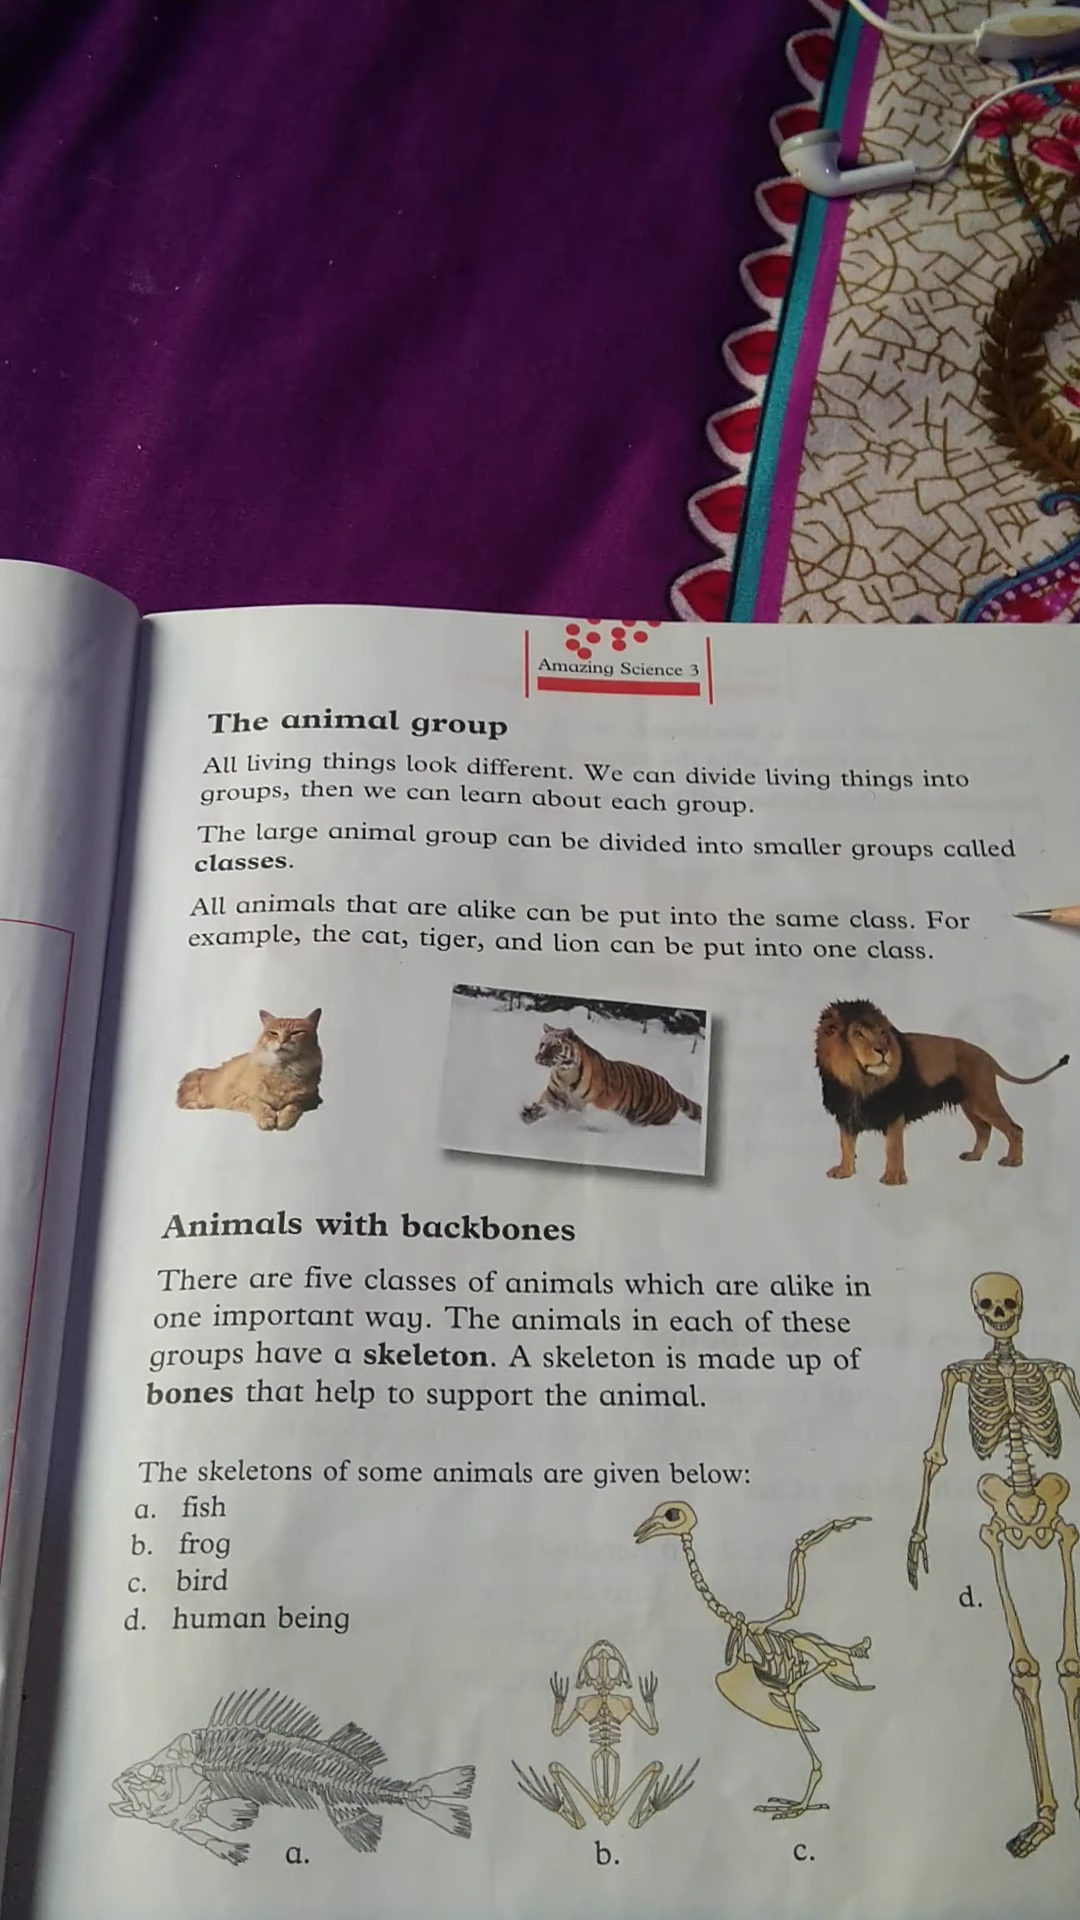 Amazing Science 3
The animal group
All living things look different. We can divide living things into
groups, then we can learn about each group.
The large animal group can be divided into smaller groups called
classes.
All animals that are alike can be put into the same class. For
example, the cat, tiger, and lion can be put into one class.
Animals with backbones
There are five classes of animals which are alike in
one important way. The animals in each of these
groups have a skeleton. A skeleton is made up of
bones that help to support the animal.
The skeletons of some animals are given below:
a. fish
b. frog
c. bird
d. human being
d.
a.
b.
c.